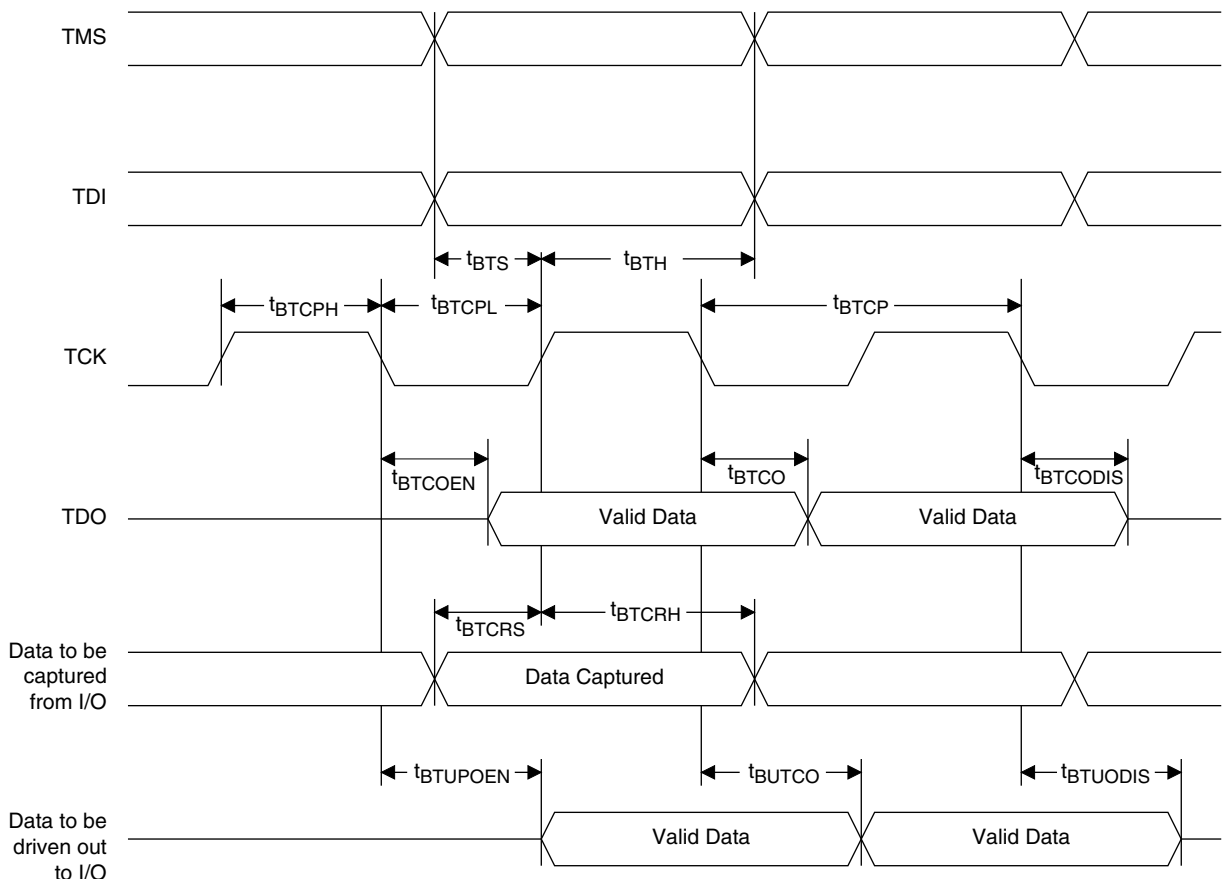 TMS
TDI
tBTS
tBTH
tBTCPH
tBTCPL
tBTCP
TCK
tBTCOEN
tBTCO
tBTCODIS
TDO
Valid Data
Valid Data
tBTCRS
tBTCRH
Data to be
captured
from I/O
Data Captured
tBTUPOEN
tBUTCO
tBTUODIS
Data to be
driven out
to I/O
Valid Data
Valid Data